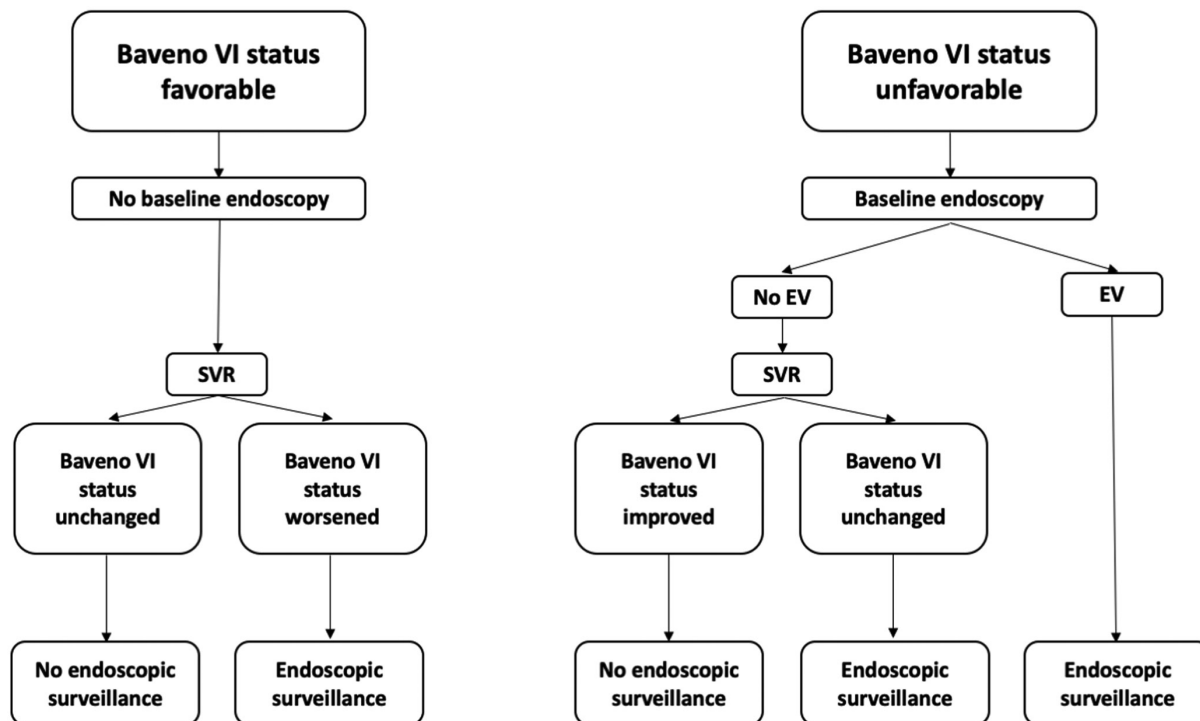 Baveno VI status
favorable
No baseline endoscopy
SVR
Baveno VI
status
unchanged
Baveno VI
status
worsened
No endoscopic
surveillance
Endoscopic
surveillance
Baveno VI status
unfavorable
Baseline endoscopy
No EV
EV
SVR
Baveno VI
status
improved
Baveno VI
status
unchanged
No endoscopic
surveillance
Endoscopic
surveillance
Endoscopic
surveillance